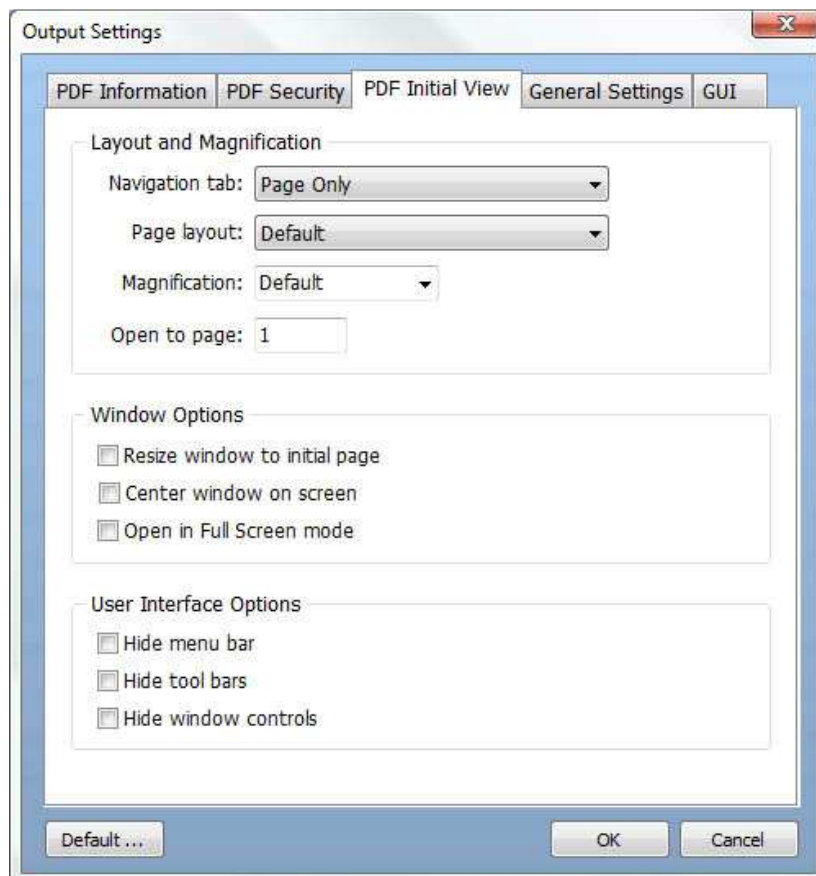 Output Settings
PDF Information PDF Security PDF Initial View General Settings GUI
Layout and Magnification
Navigation tab: Page Only
Page layout: Default
Magnification: Default
Open to page: 1
Window Options
Resize window to initial page
Center window on screen
Open in Full Screen mode
User Interface Options
Hide menu bar
Hide tool bars
Hide window controls
Default ... OK Cancel